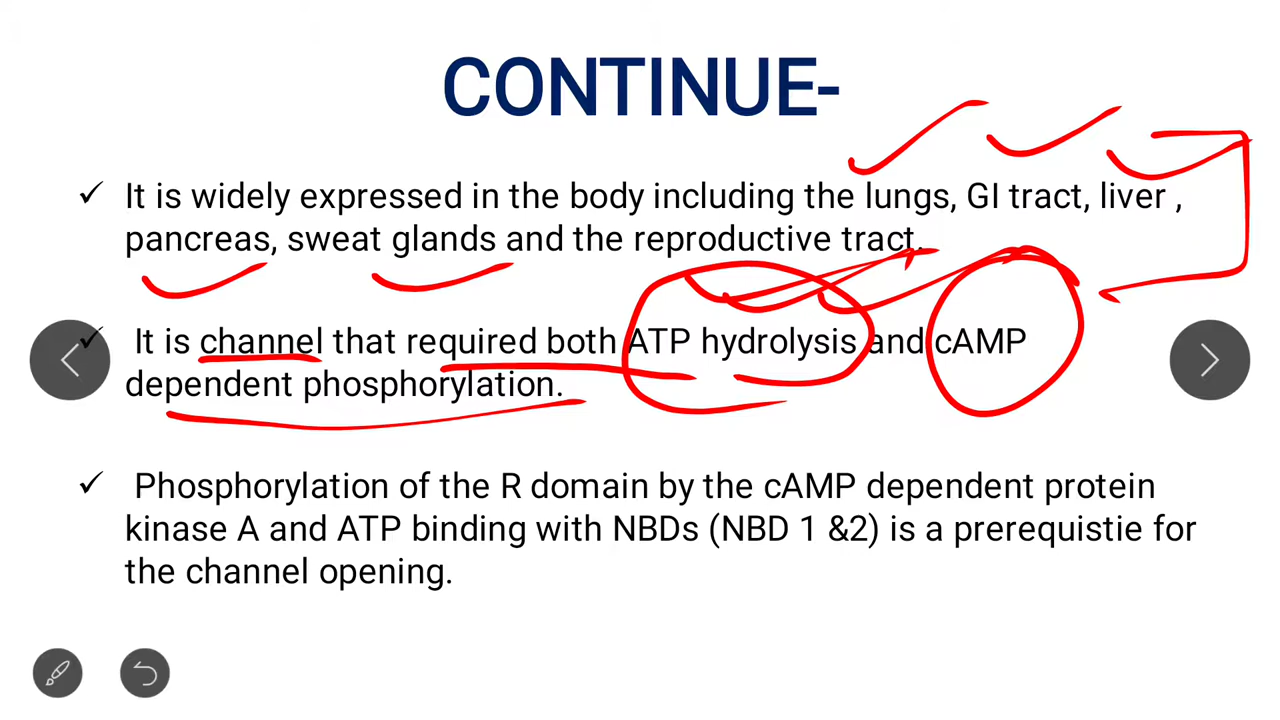 CONTINUE-
✓ It is widely expressed in the body including the lungs, GI tract, liver ,
pancreas, sweat glands and the reproductive tract.
✓ It is channel that required both ATP hydrolysis and cAMP
dependent phosphorylation.
✓ Phosphorylation of the R domain by the cAMP dependent protein
kinase A and ATP binding with NBDs (NBD 1 &2) is a prerequistie for
the channel opening.